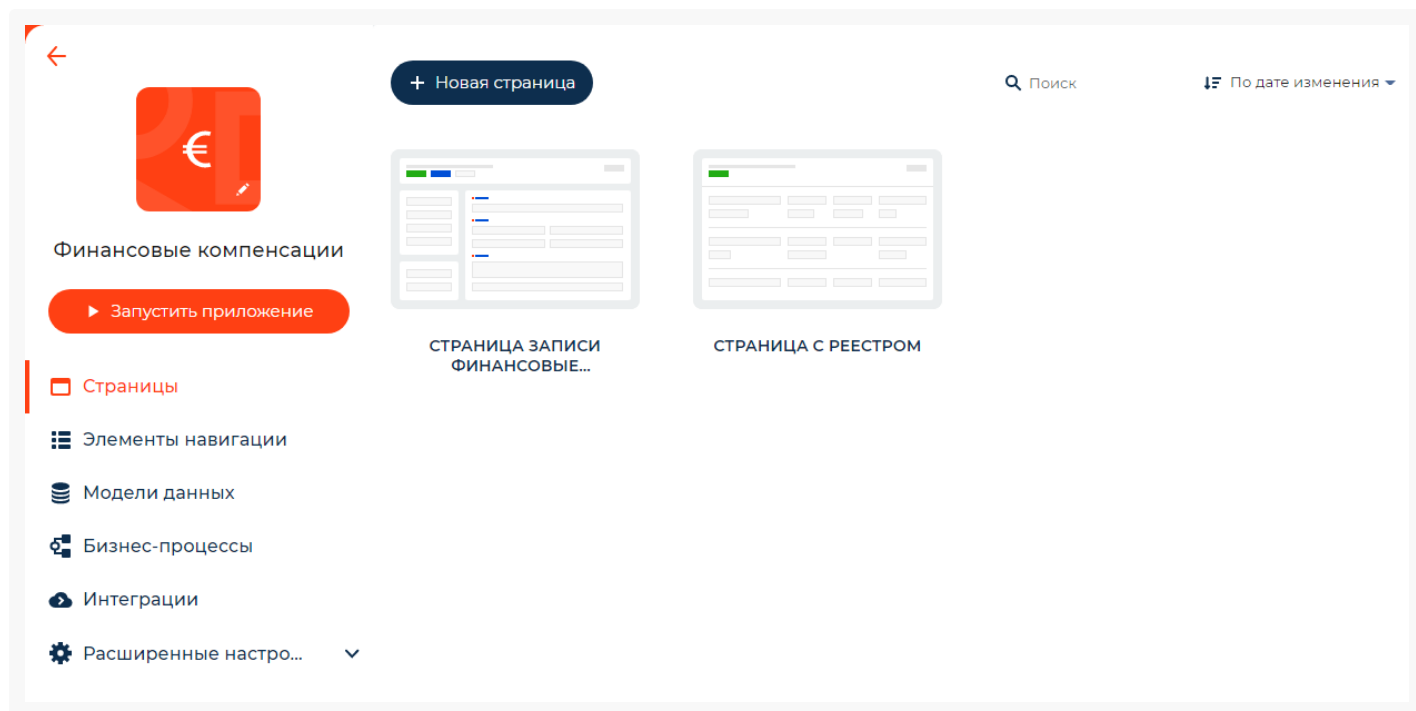 Новая страница
Поиск
По дате изменения
€
Финансовые компенсации
Запустить приложение
Страницы
Элементы навигации
Модели данных
Бизнес-процессы
Интеграции
Расширенные настро...
СТРАНИЦА ЗАПИСИ
ФИНАНСОВЫЕ...
СТРАНИЦА С РЕЕСТРОМ